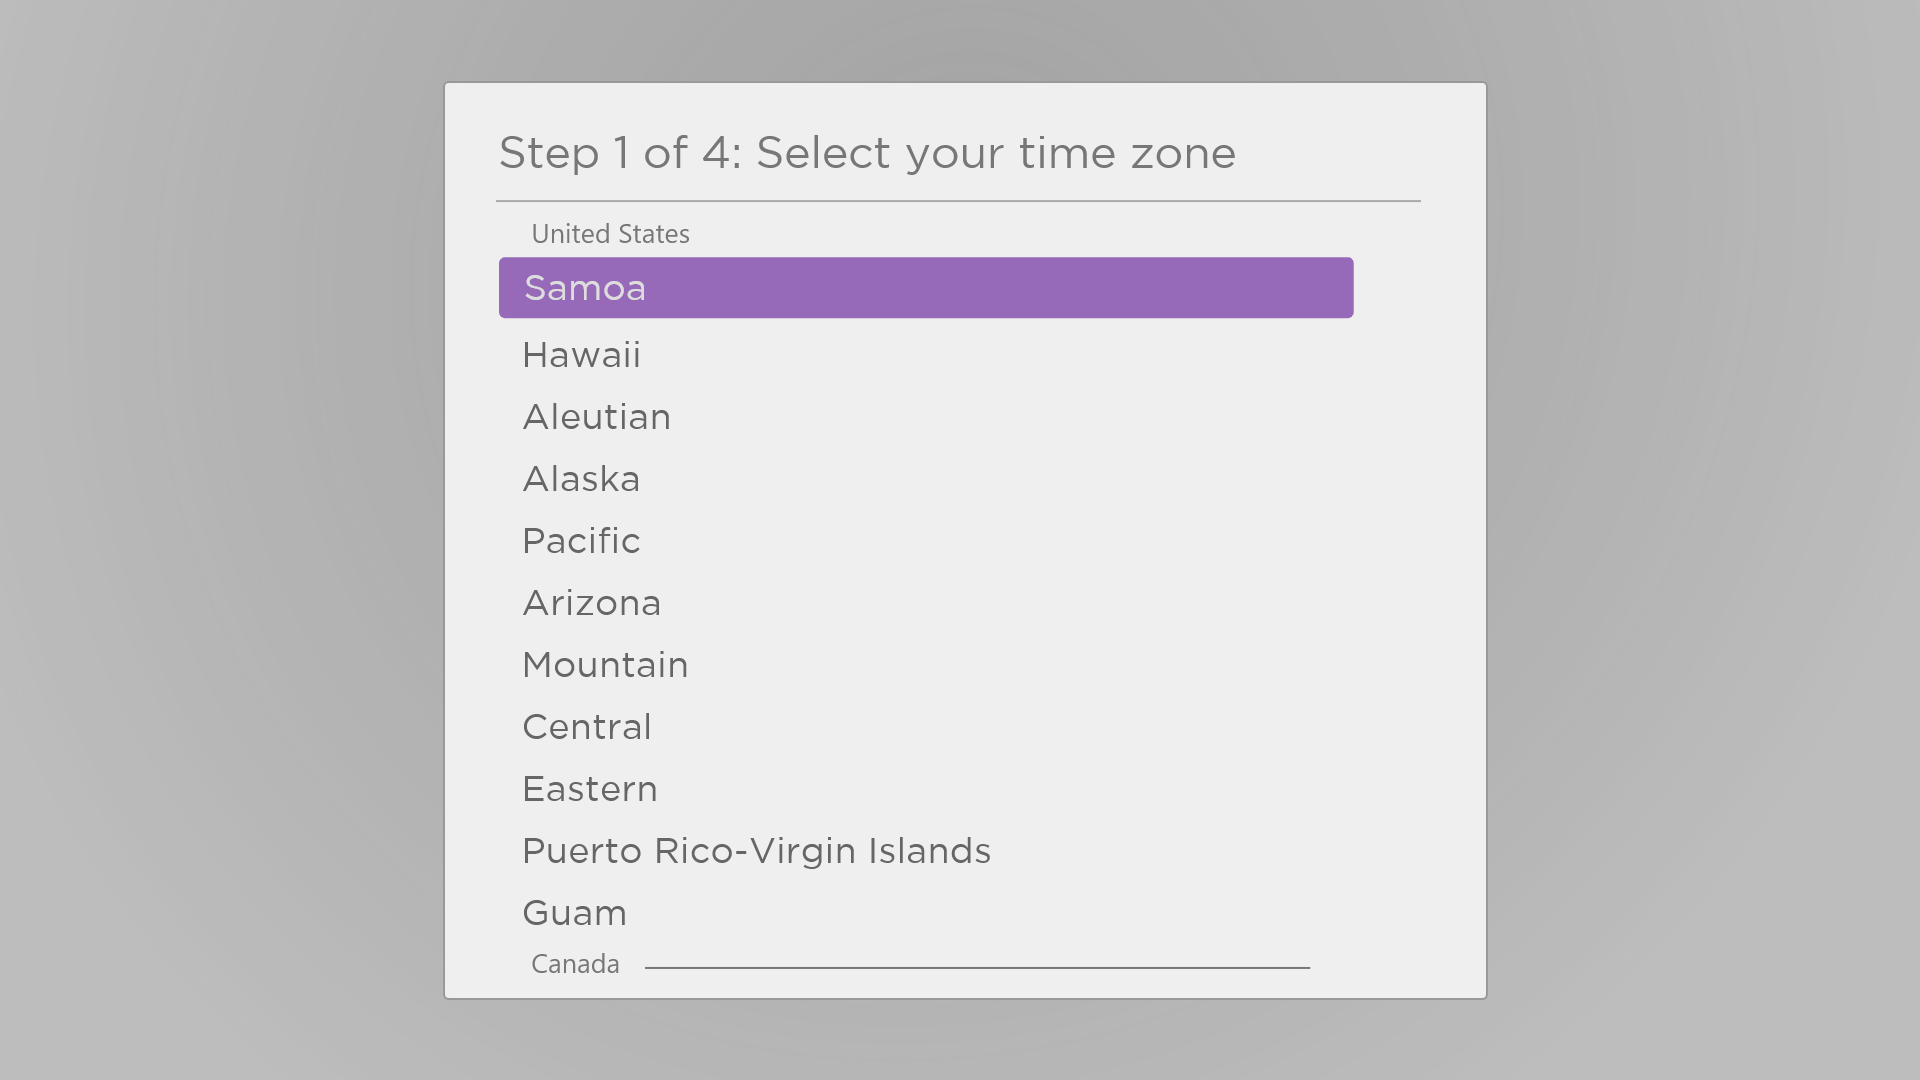 Step 1 of 4: Select your time zone
United States
Samoa
Hawaii
Aleutian
Alaska
Pacific
Arizona
Mountain
Central
Eastern
Puerto Rico-Virgin Islands
Guam
Canada